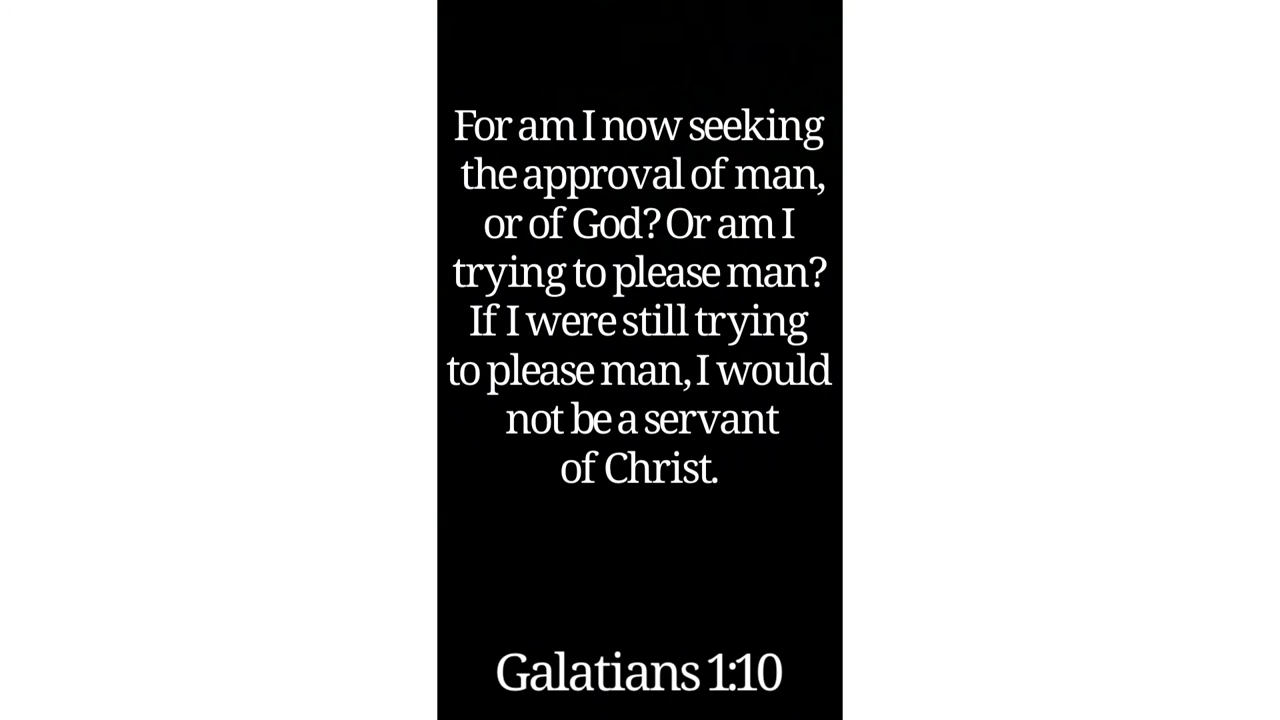 For am I now seeking
the approval of man,
or of God? Or am I
trying to please man?
If I were still trying
to please man, I would
not be a servant
of Christ.
Galatians 1:10